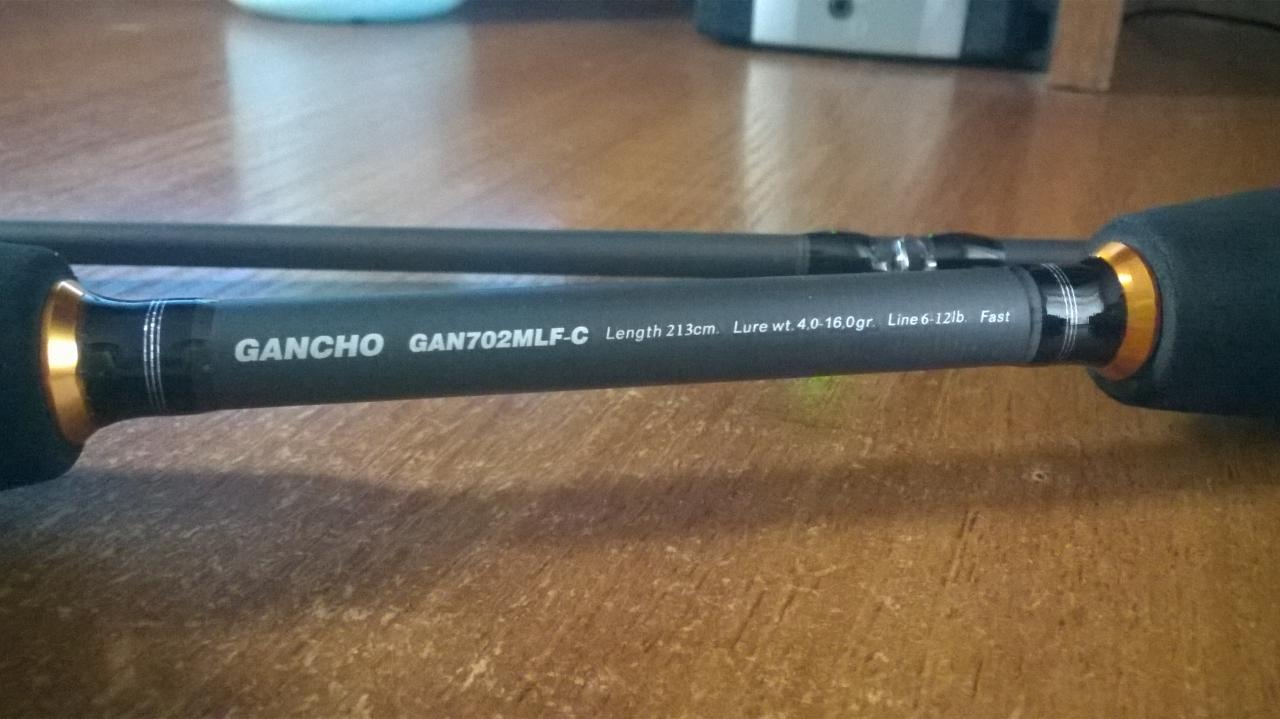 GANCHO GAN702MLF-C Length 213cm. Lure wt. 4.0-16.0gr. Line 6-12lb. Fast